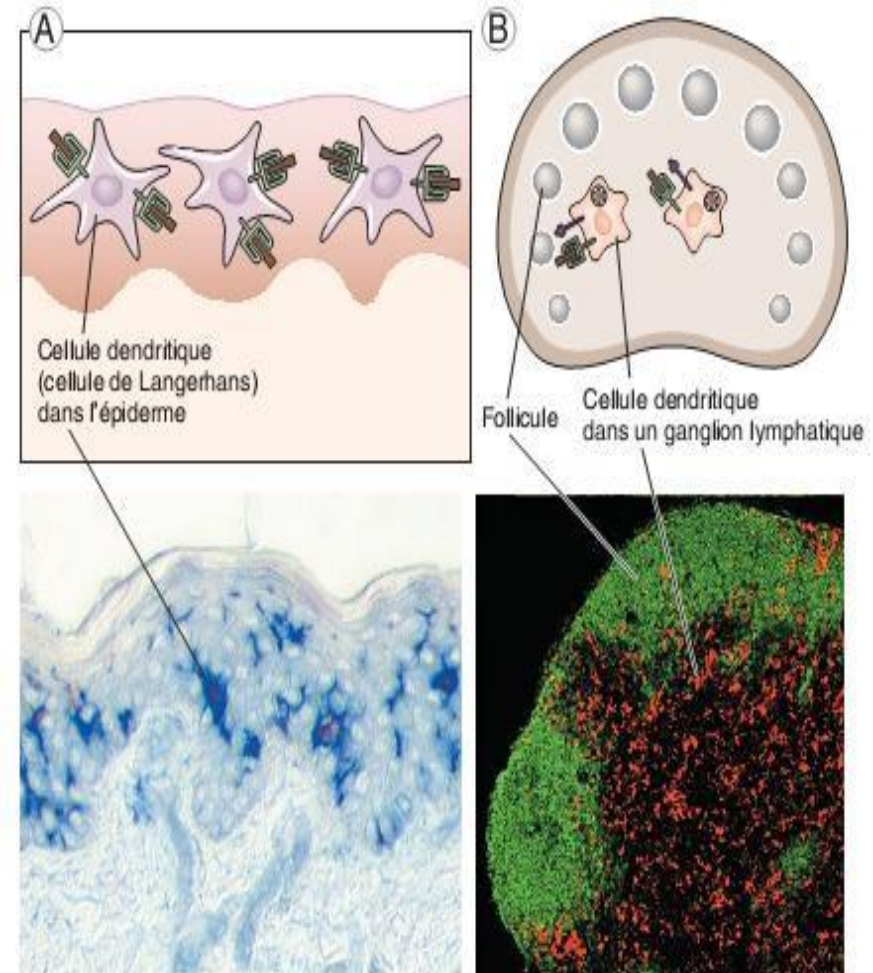 A
B
Cellule dendritique
(cellule de Langerhans)
dans l'épiderme
Follicule
Cellule dendritique
dans un ganglion lymphatique